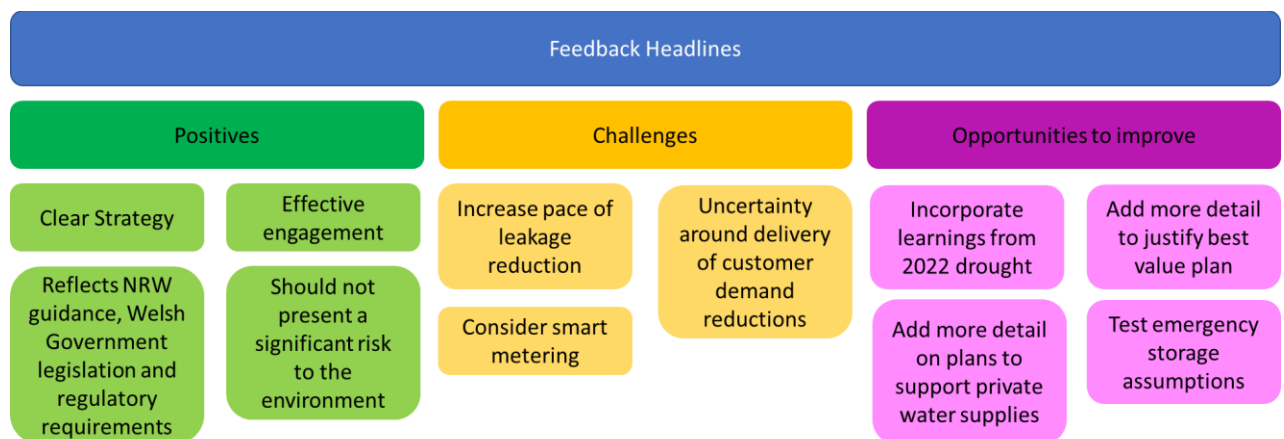 Feedback Headlines
Positives
Clear Strategy
Effective
engagement
Reflects NRW
guidance, Welsh
Government
legislation and
regulatory
requirements
Should not
present a
significant risk
to the
environment
Challenges
Increase pace of
leakage
reduction
Uncertainty
around delivery
of customer
demand
reductions
Consider smart
metering
Opportunities to improve
Incorporate
learnings from
2022 drought
Add more detail
to justify best
value plan
Add more detail
on plans to
support private
water supplies
Test emergency
storage
assumptions